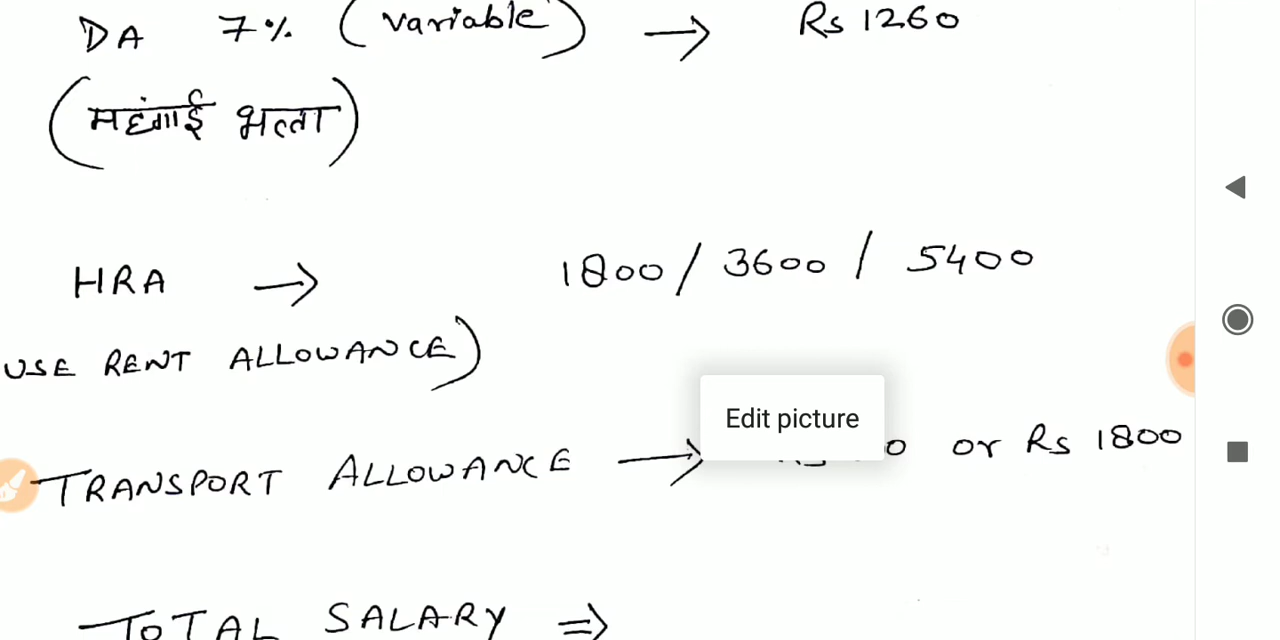 DA 7% (variable) → Rs 1260
(महंगाई भत्ता)
HRA → 1800 / 3600 / 5400
USE RENT ALLOWANCE)
Edit picture
TRANSPORT ALLOWANCE → or Rs 1800
TOTAL SALARY ⇒